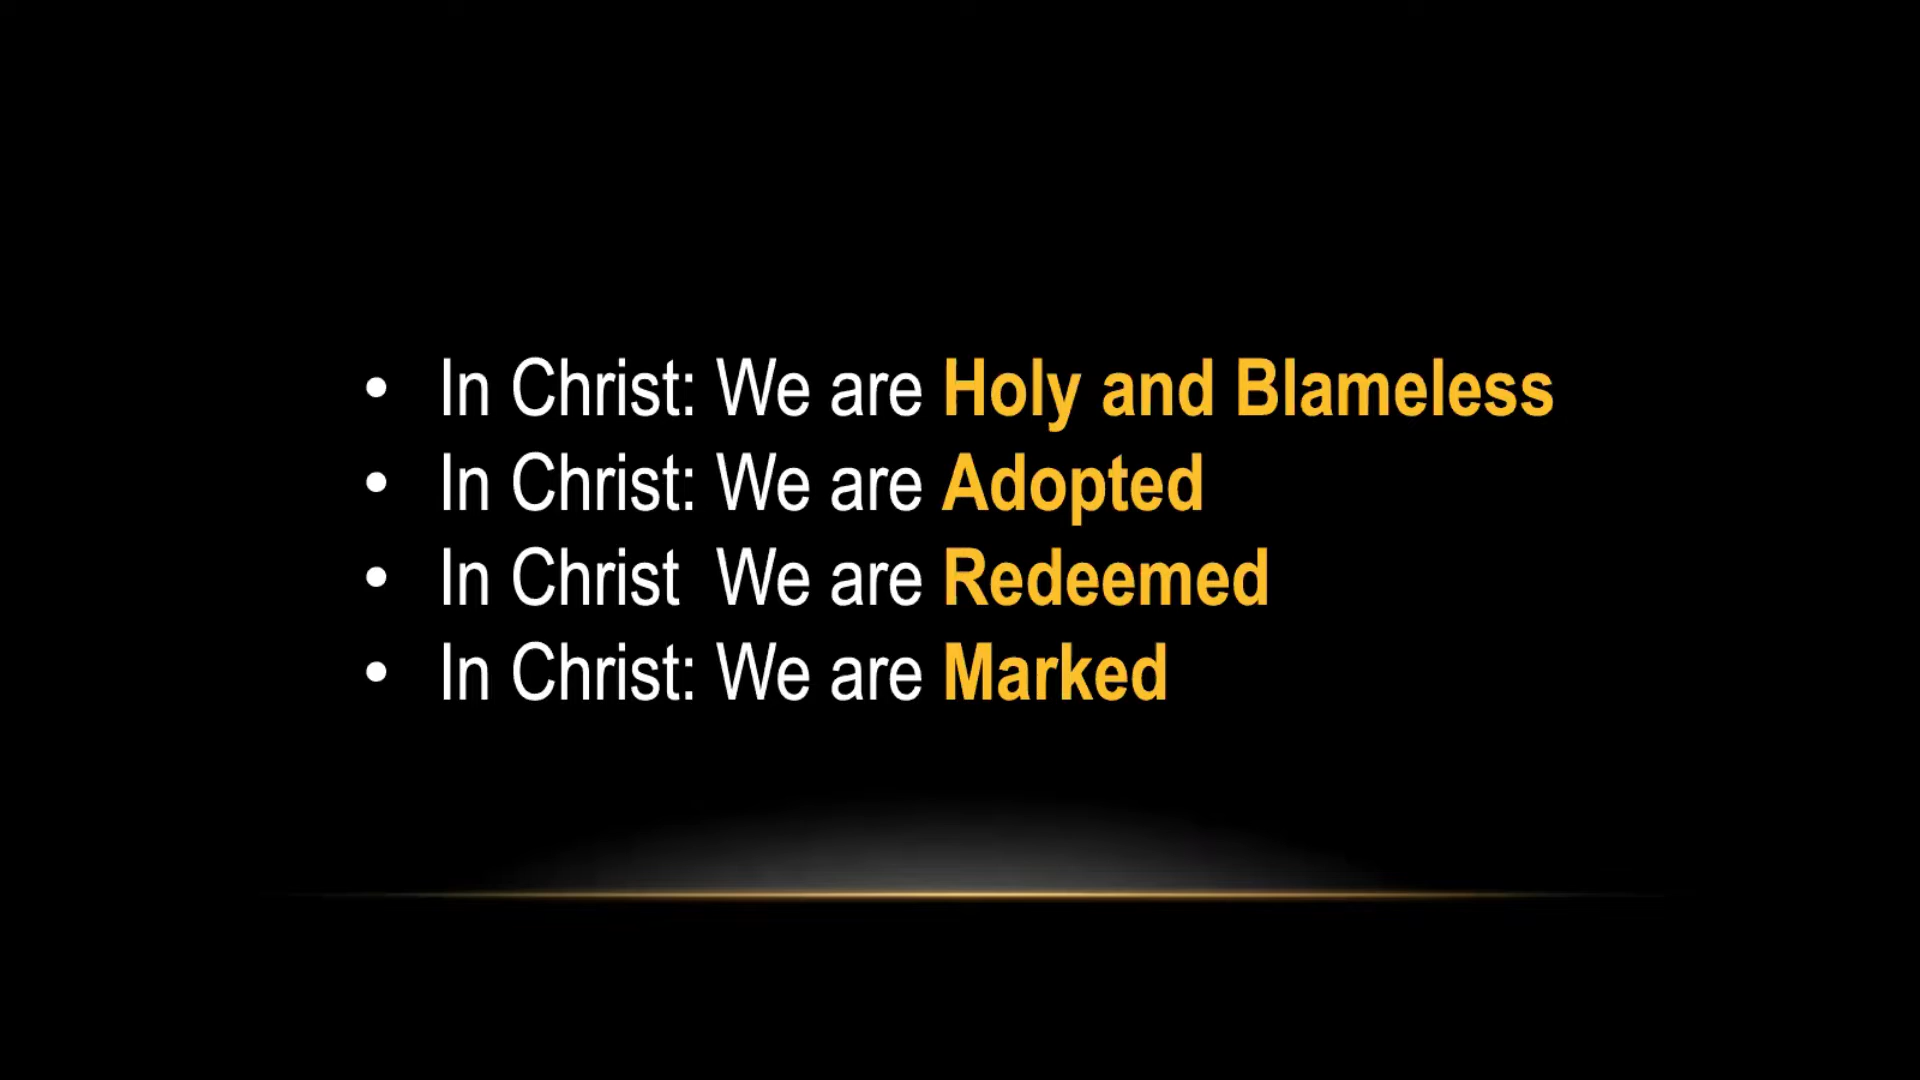 • In Christ: We are Holy and Blameless
• In Christ: We are Adopted
• In Christ  We are Redeemed
• In Christ: We are Marked